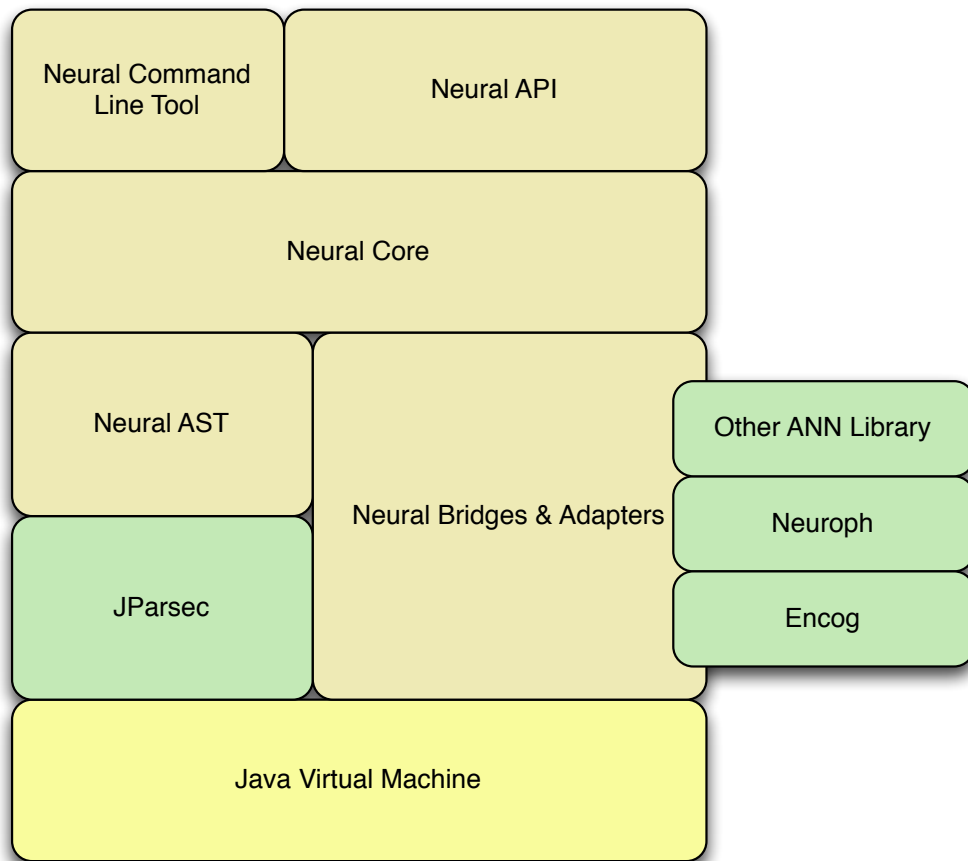 Neural Command
Line Tool
Neural API
Neural Core
Neural AST
Other ANN Library
Neural Bridges & Adapters
Neuroph
JParsec
Encog
Java Virtual Machine